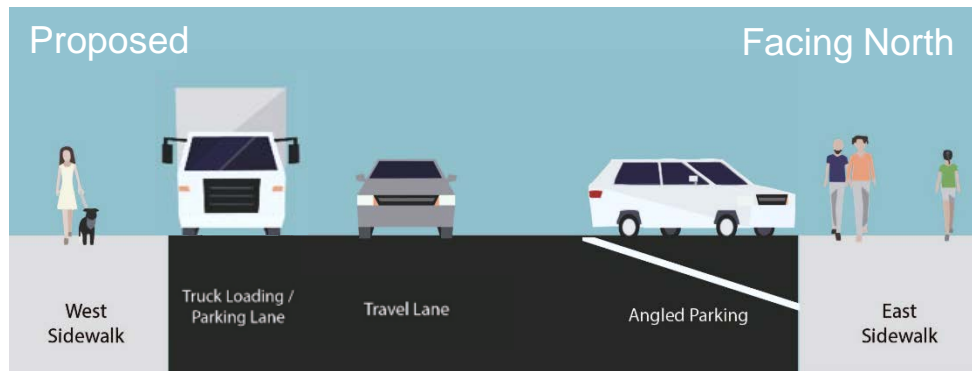 Proposed
Facing North
West
Sidewalk
Truck Loading /
Parking Lane
Travel Lane
Angled Parking
East
Sidewalk